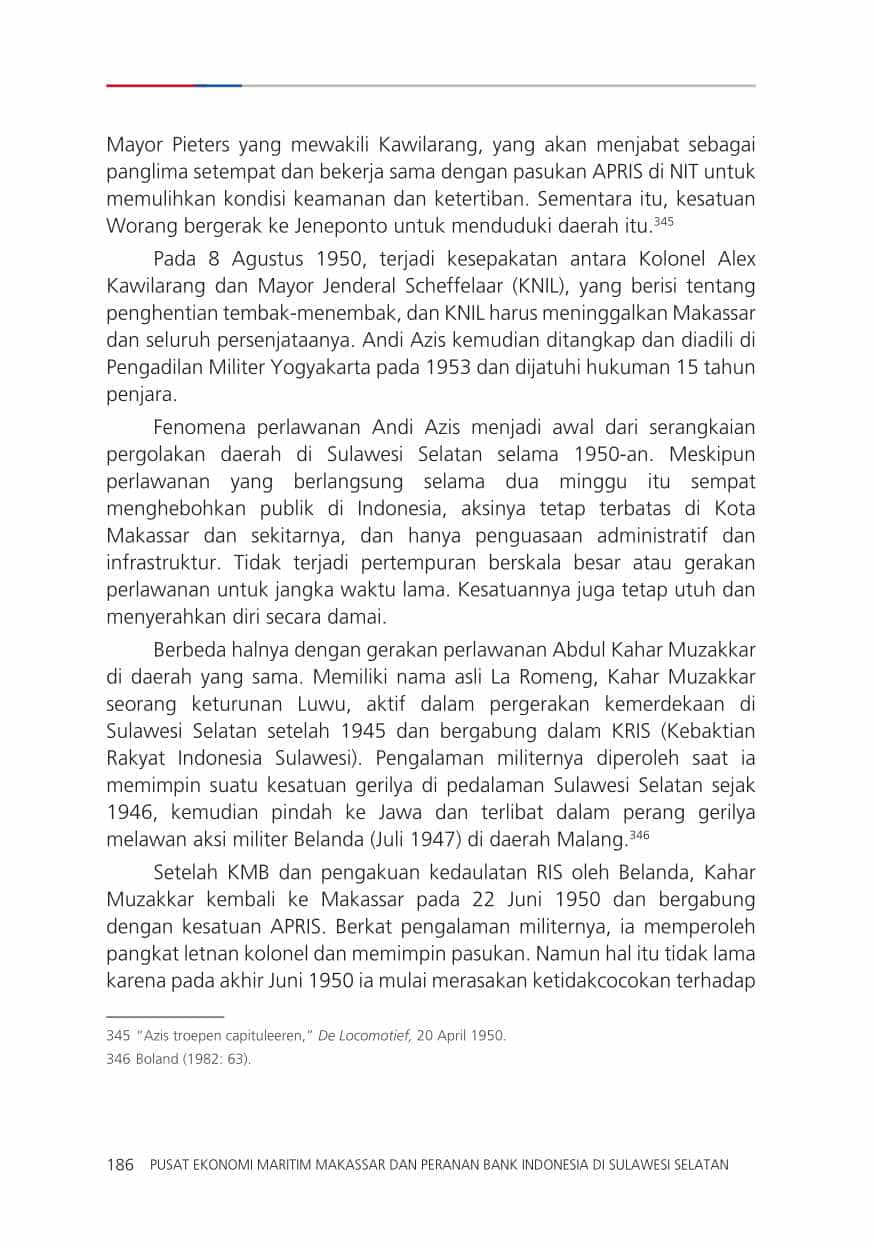 Mayor Pieters yang mewakili Kawilarang, yang akan menjabat sebagai
panglima setempat dan bekerja sama dengan pasukan APRIS di NIT untuk
memulihkan kondisi keamanan dan ketertiban. Sementara itu, kesatuan
Worang bergerak ke Jeneponto untuk menduduki daerah itu.345
Pada 8 Agustus 1950, terjadi kesepakatan antara Kolonel Alex
Kawilarang dan Mayor Jenderal Scheffelaar (KNIL), yang berisi tentang
penghentian tembak-menembak, dan KNIL harus meninggalkan Makassar
dan seluruh persenjataanya. Andi Azis kemudian ditangkap dan diadili di
Pengadilan Militer Yogyakarta pada 1953 dan dijatuhi hukuman 15 tahun
penjara.
Fenomena perlawanan Andi Azis menjadi awal dari serangkaian
pergolakan daerah di Sulawesi Selatan selama 1950-an. Meskipun
perlawanan yang berlangsung selama dua minggu itu sempat
menghebohkan publik di Indonesia, aksinya tetap terbatas di Kota
Makassar dan sekitarnya, dan hanya penguasaan administratif dan
infrastruktur. Tidak terjadi pertempuran berskala besar atau gerakan
perlawanan untuk jangka waktu lama. Kesatuannya juga tetap utuh dan
menyerahkan diri secara damai.
Berbeda halnya dengan gerakan perlawanan Abdul Kahar Muzakkar
di daerah yang sama. Memiliki nama asli La Romeng, Kahar Muzakkar
seorang keturunan Luwu, aktif dalam pergerakan kemerdekaan di
Sulawesi Selatan setelah 1945 dan bergabung dalam KRIS (Kebaktian
Rakyat Indonesia Sulawesi). Pengalaman militernya diperoleh saat ia
memimpin suatu kesatuan gerilya di pedalaman Sulawesi Selatan sejak
1946, kemudian pindah ke Jawa dan terlibat dalam perang gerilya
melawan aksi militer Belanda (Juli 1947) di daerah Malang.346
Setelah KMB dan pengakuan kedaulatan RIS oleh Belanda, Kahar
Muzakkar kembali ke Makassar pada 22 Juni 1950 dan bergabung
dengan kesatuan APRIS. Berkat pengalaman militernya, ia memperoleh
pangkat letnan kolonel dan memimpin pasukan. Namun hal itu tidak lama
karena pada akhir Juni 1950 ia mulai merasakan ketidakcocokan terhadap
345 “Azis troepen capituleeren,” De Locomotief, 20 April 1950.
346 Boland (1982: 63).
186 PUSAT EKONOMI MARITIM MAKASSAR DAN PERANAN BANK INDONESIA DI SULAWESI SELATAN